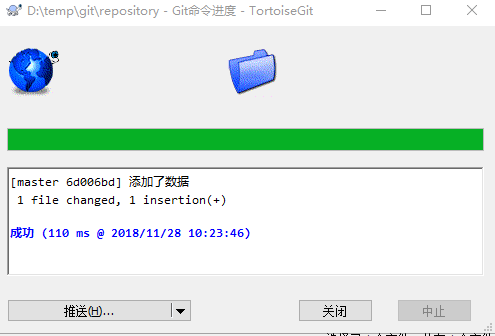 D:\temp\git\repository - Git命令进度 - TortoiseGit
[master 6d006bd] 添加了数据
1 file changed, 1 insertion(+)
成功 (110 ms @ 2018/11/28 10:23:46)
推送(H)...
关闭
中止